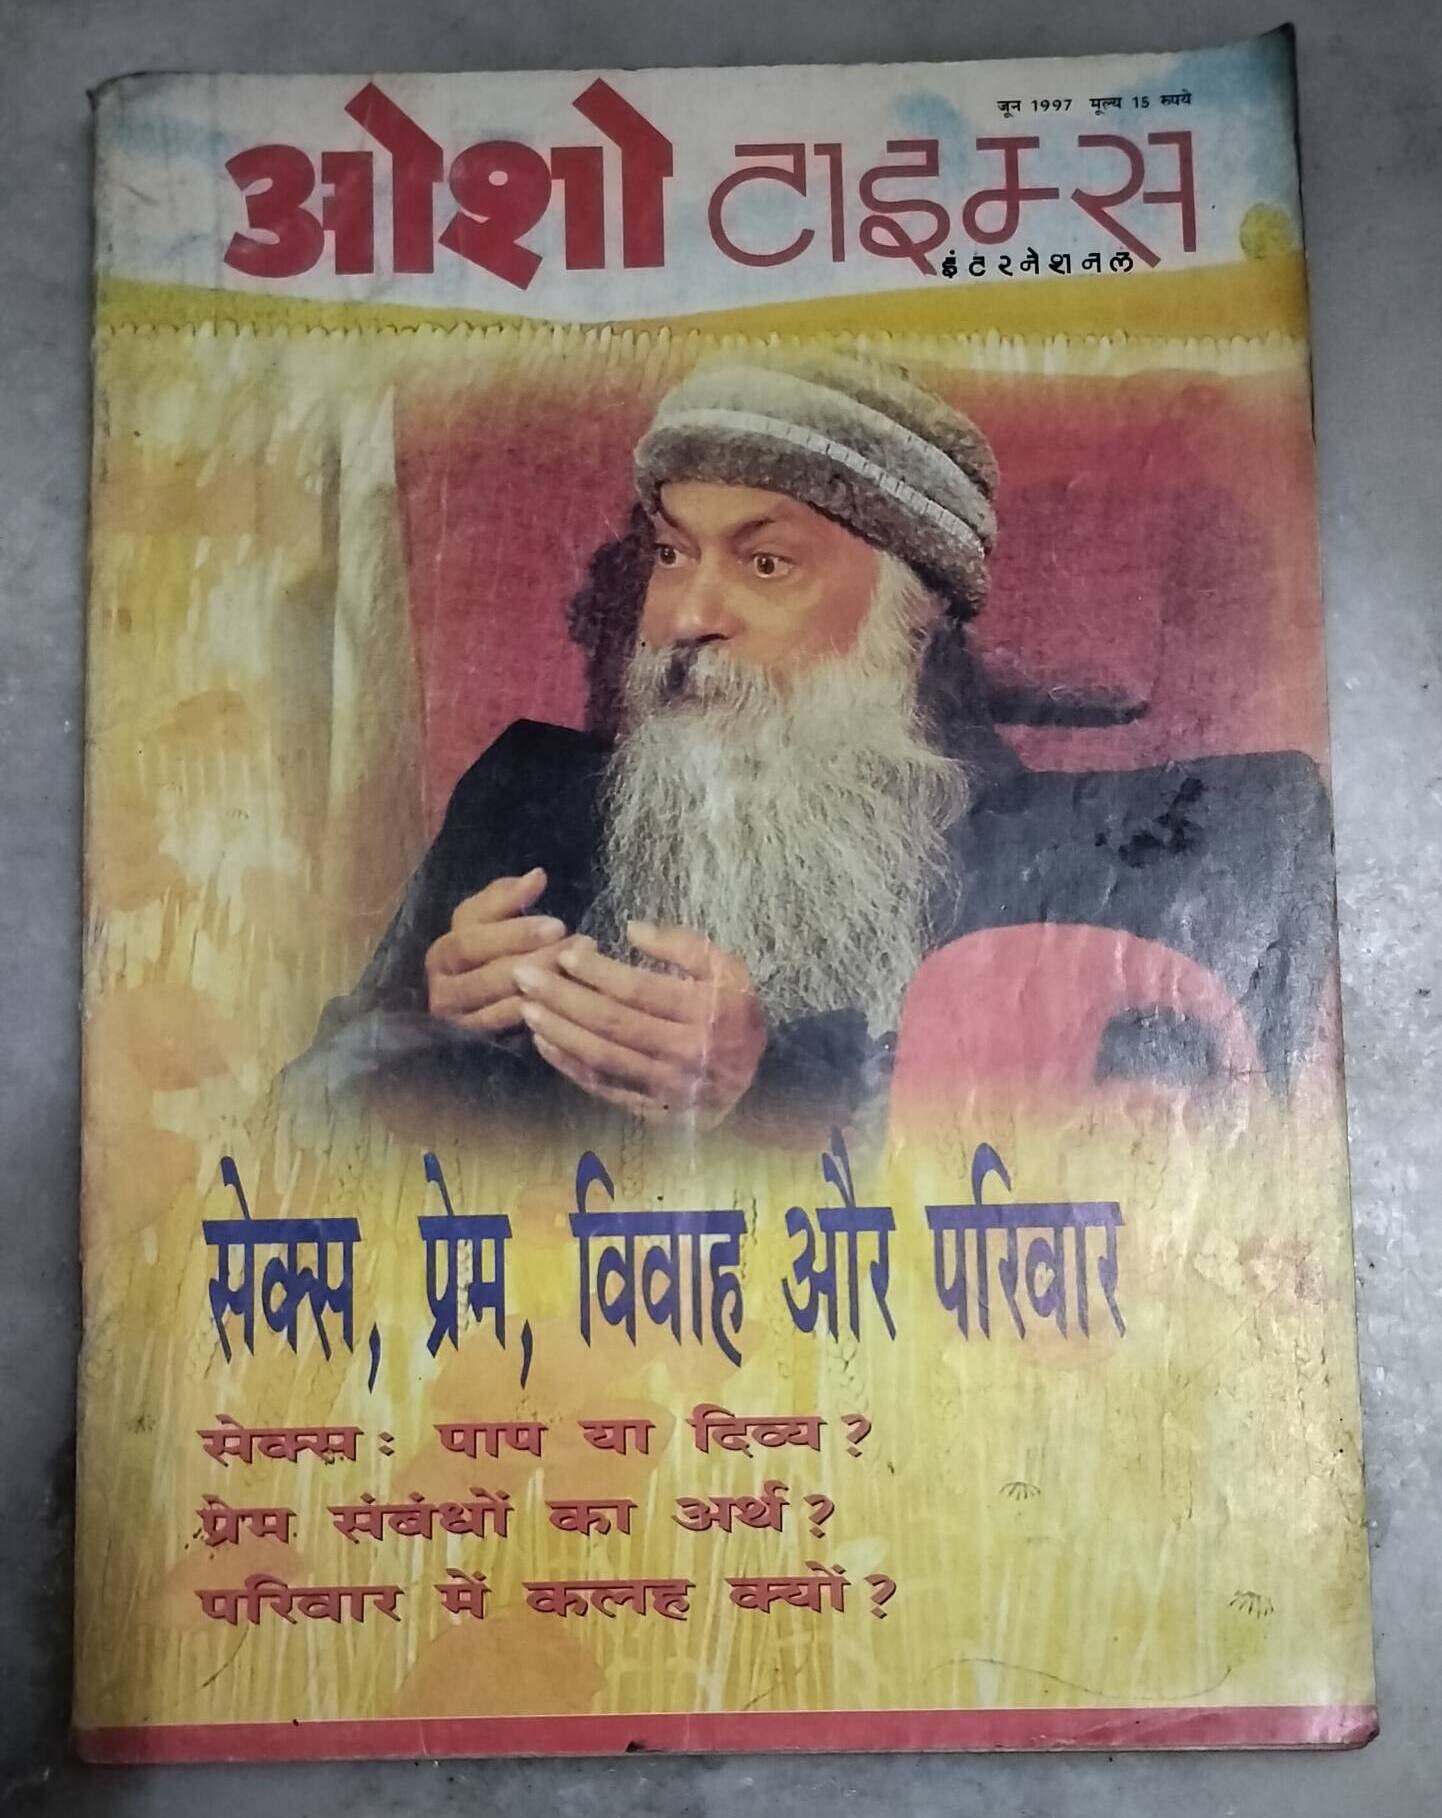 जून 1997 मूल्य 15 रुपये
ओशो टाइम्स
इंटरनेशनल
सेक्स, प्रेम, विवाह और परिवार
सेक्स : पाप या दिव्य ?
प्रेम संबंधों का अर्थ ?
परिवार में कलह क्यों ?